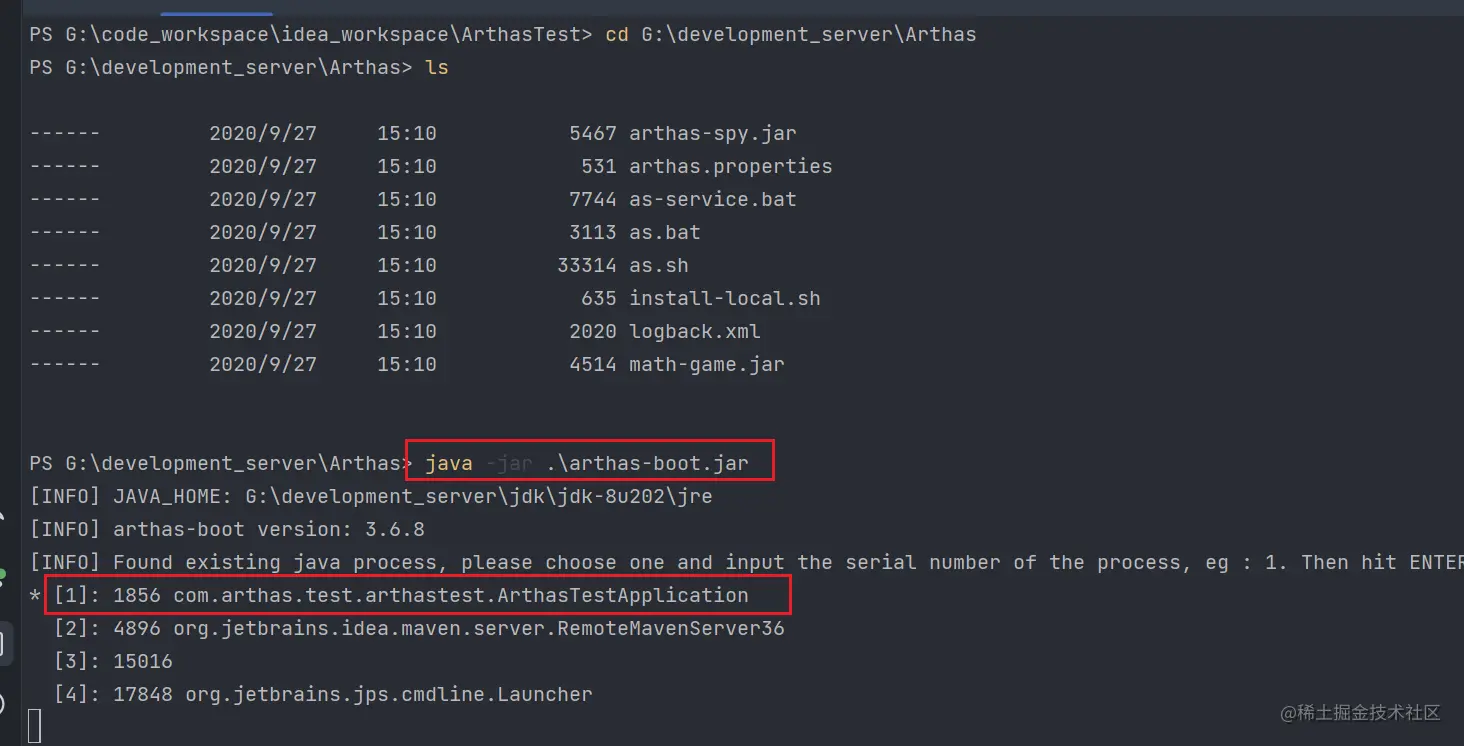 PS G:\code_workspace\idea_workspace\ArthasTest> cd G:\development_server\Arthas
PS G:\development_server\Arthas> ls
------ 2020/9/27 15:10 5467 arthas-spy.jar
------ 2020/9/27 15:10 531 arthas.properties
------ 2020/9/27 15:10 7744 as-service.bat
------ 2020/9/27 15:10 3113 as.bat
------ 2020/9/27 15:10 33314 as.sh
------ 2020/9/27 15:10 635 install-local.sh
------ 2020/9/27 15:10 2020 logback.xml
------ 2020/9/27 15:10 4514 math-game.jar
PS G:\development_server\Arthas> java -jar .\arthas-boot.jar
[INFO] JAVA_HOME: G:\development_server\jdk\jdk-8u202\jre
[INFO] arthas-boot version: 3.6.8
[INFO] Found existing java process, please choose one and input the serial number of the process, eg : 1. Then hit ENTER
* [1]: 1856 com.arthas.test.arthastest.ArthasTestApplication
[2]: 4896 org.jetbrains.idea.maven.server.RemoteMavenServer36
[3]: 15016
[4]: 17848 org.jetbrains.jps.cmdline.Launcher
@稀土掘金技术社区